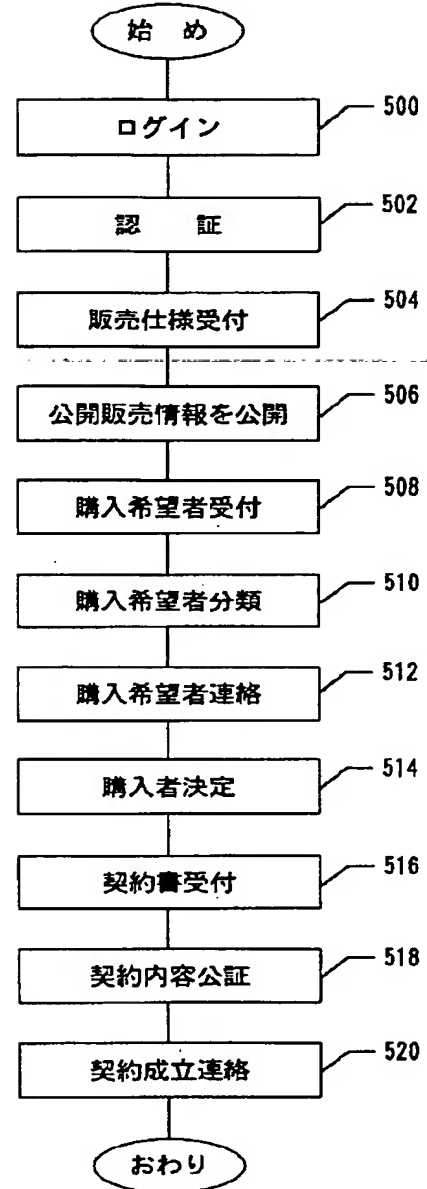 始 め
ログイン 500
認 証 502
販売仕様受付 504
公開販売情報を公開 506
購入希望者受付 508
購入希望者分類 510
購入希望者連絡 512
購入者決定 514
契約書受付 516
契約内容公証 518
契約成立連絡 520
おわり